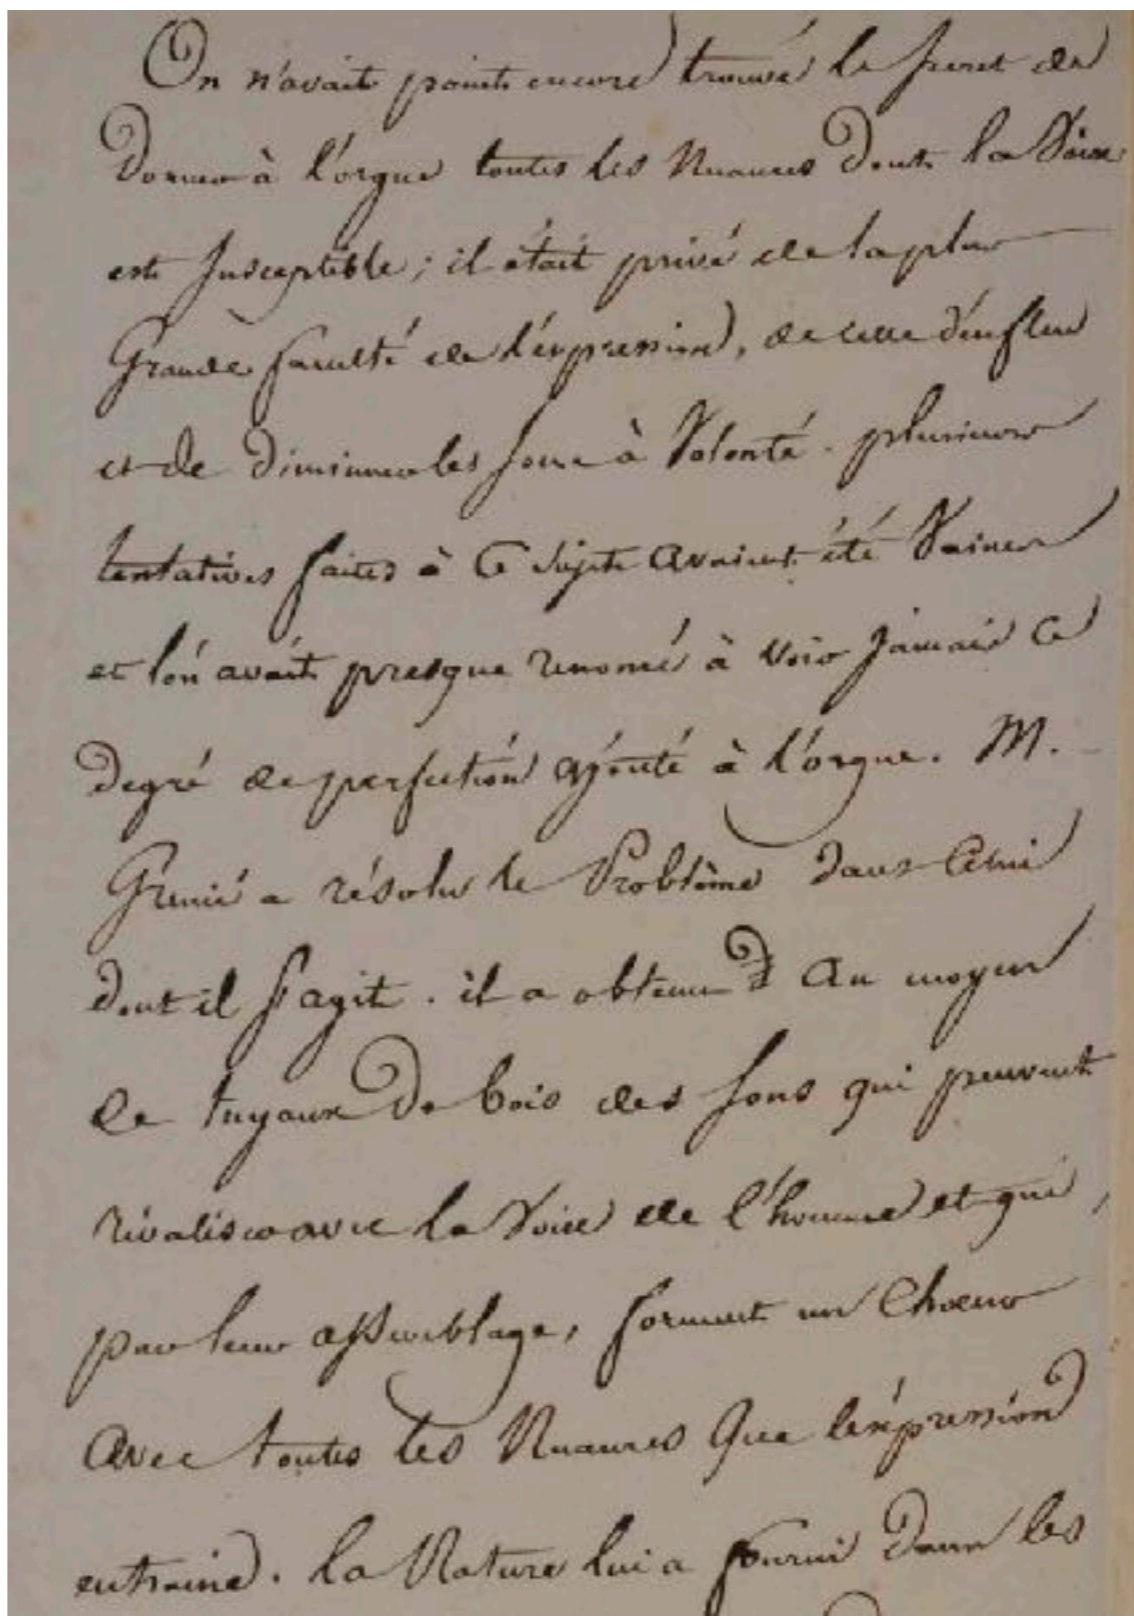 On n'avait point encore trouvé le secret de
donner à l'orgue toutes les Nuances dont la Voix
est susceptible; il était privé de la plus
Grande faculté de l'éxpression, de celle d'enfler
et de diminuer les sons à Volonté. plusieurs
tentatives faites à ce sujet avaient été Vaines
et l'on avait presque renoncé à voir jamais ce
degré de perfection ajouté à l'orgue. M.
Grenié a résolu le Problême dans celui
dont il s'agit. il a obtenu au moyen
de tuyaux de bois des sons qui peuvent
rivaliser avec la Voix de l'homme et qui,
par leur assemblage, forment un Choeur
avec toutes les Nuances que l'expression
entraine. la Nature lui a fourni dans les